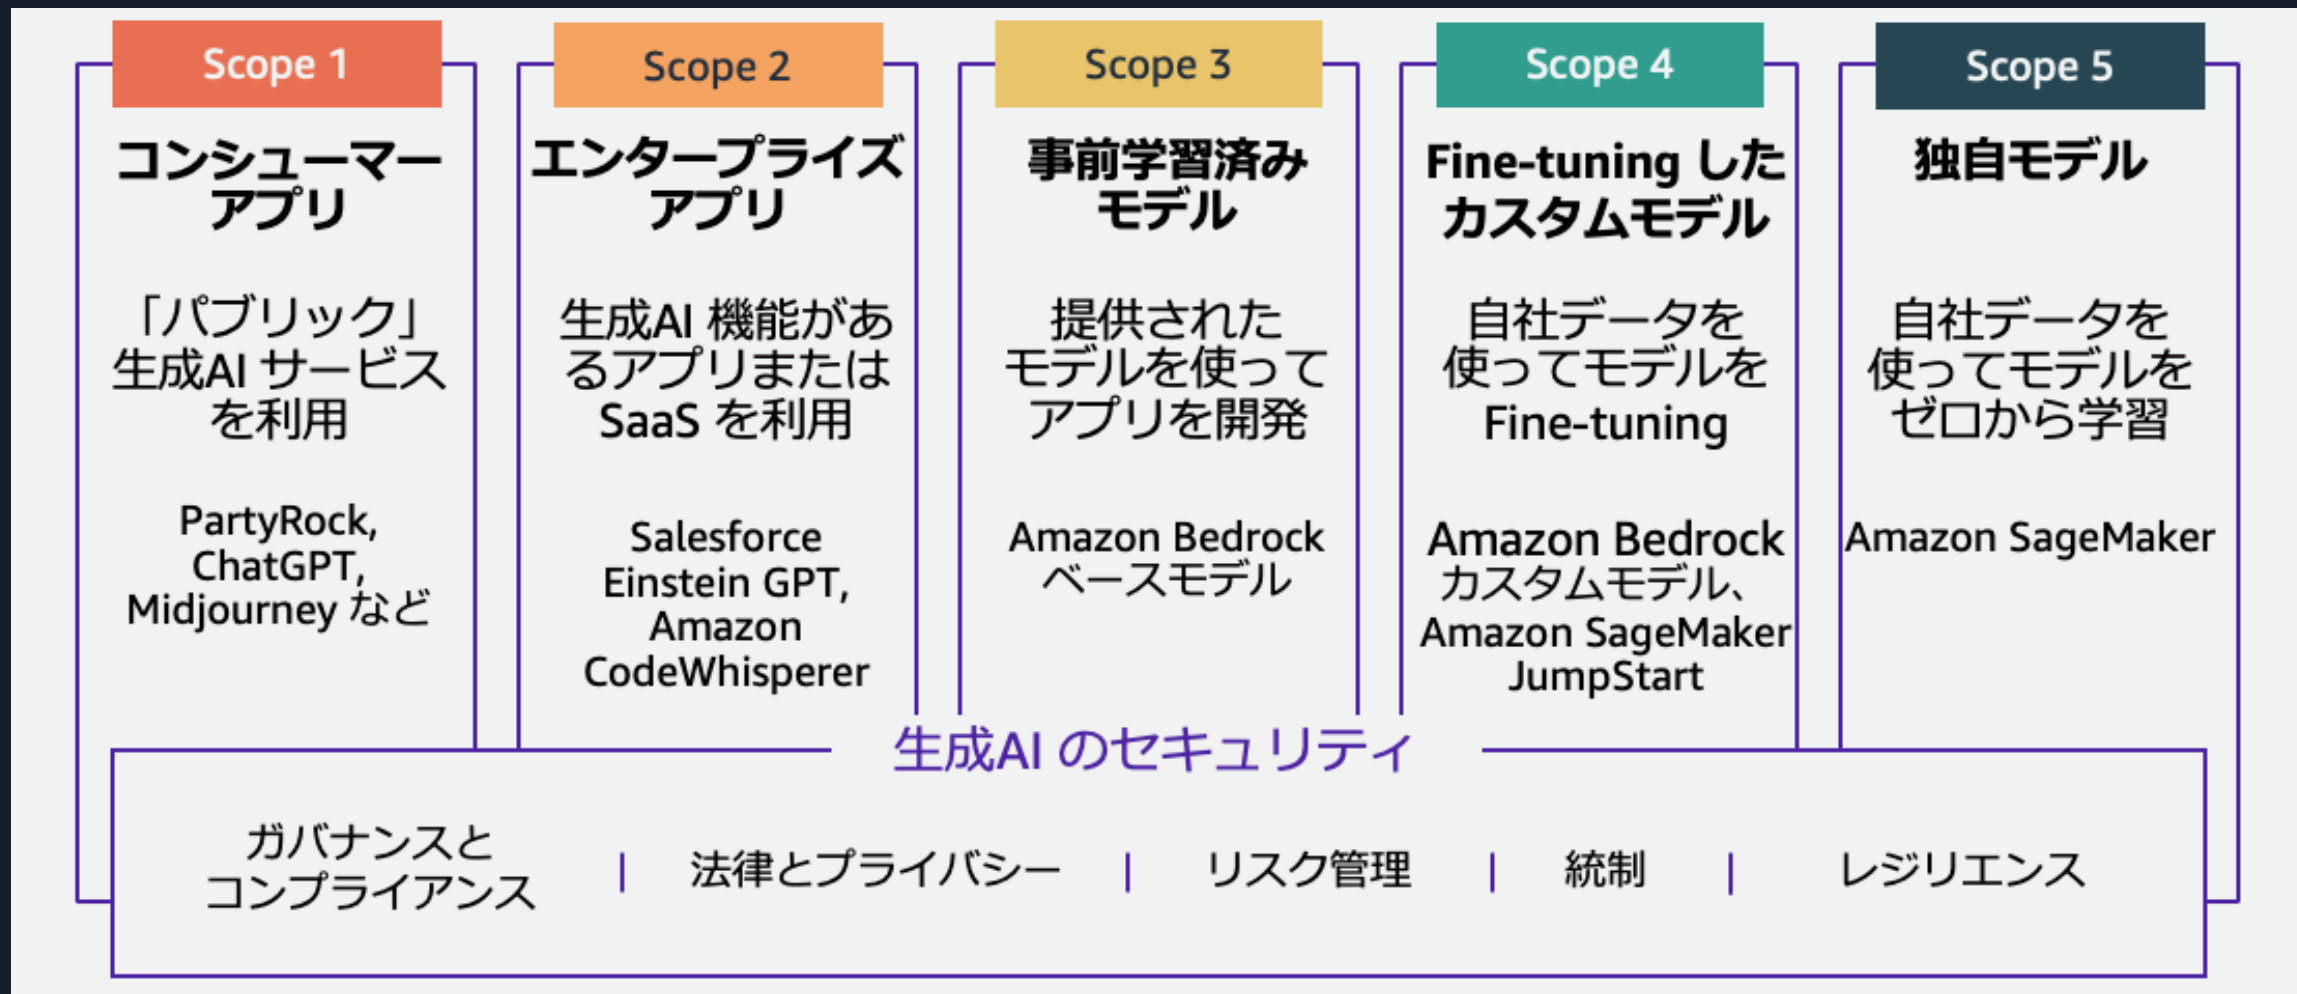 Scope 1
コンシューマー
アプリ
「パブリック」
生成AI サービス
を利用
PartyRock,
ChatGPT,
Midjourney など
Scope 2
エンタープライズ
アプリ
生成AI 機能があ
るアプリまたは
SaaS を利用
Salesforce
Einstein GPT,
Amazon
CodeWhisperer
Scope 3
事前学習済み
モデル
提供された
モデルを使って
アプリを開発
Amazon Bedrock
ベースモデル
Scope 4
Fine-tuning した
カスタムモデル
自社データを
使ってモデルを
Fine-tuning
Amazon Bedrock
カスタムモデル、
Amazon SageMaker
JumpStart
Scope 5
独自モデル
自社データを
使ってモデルを
ゼロから学習
Amazon SageMaker
生成AI のセキュリティ
ガバナンスと
コンプライアンス
法律とプライバシー
リスク管理
統制
レジリエンス